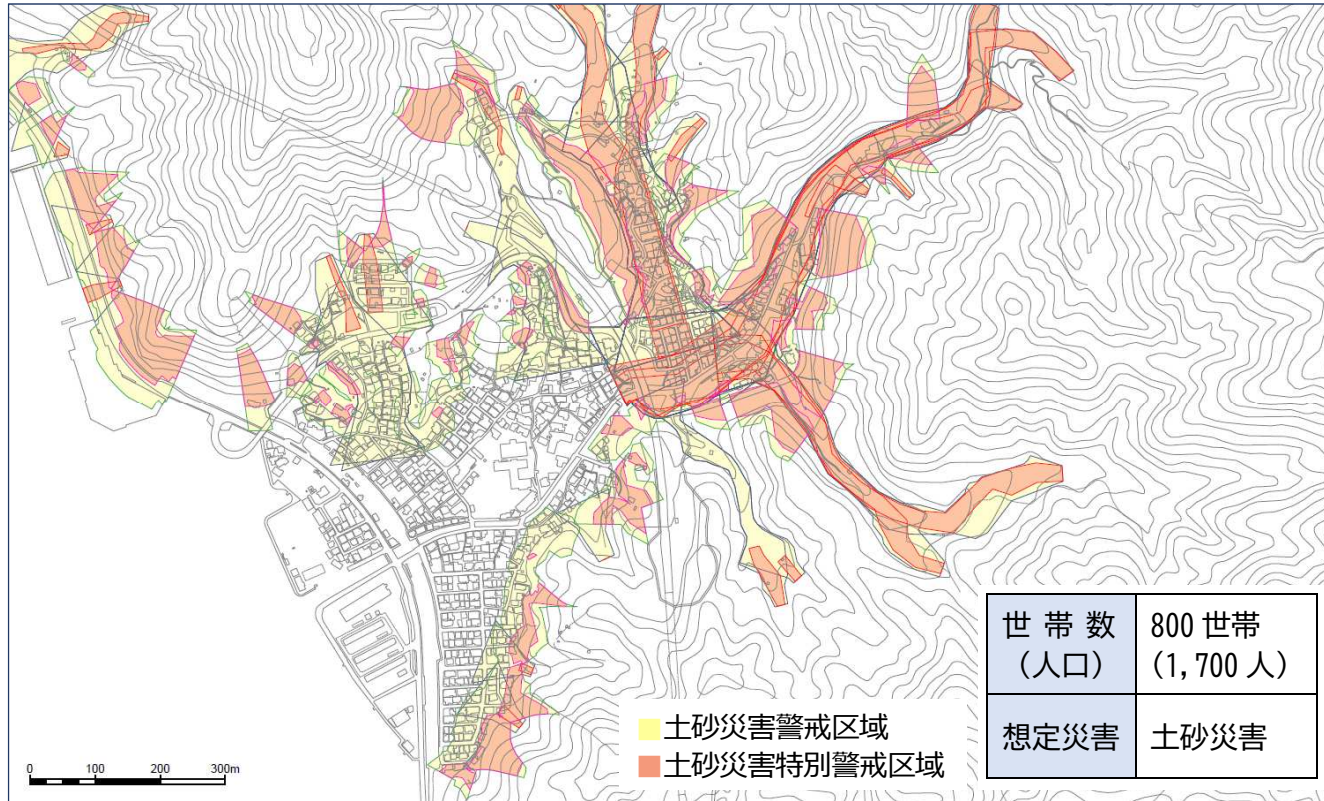 世帯数
(人口)
800世帯
(1,700人)
想定災害
土砂災害
土砂災害警戒区域
土砂災害特別警戒区域
0 100 200 300m